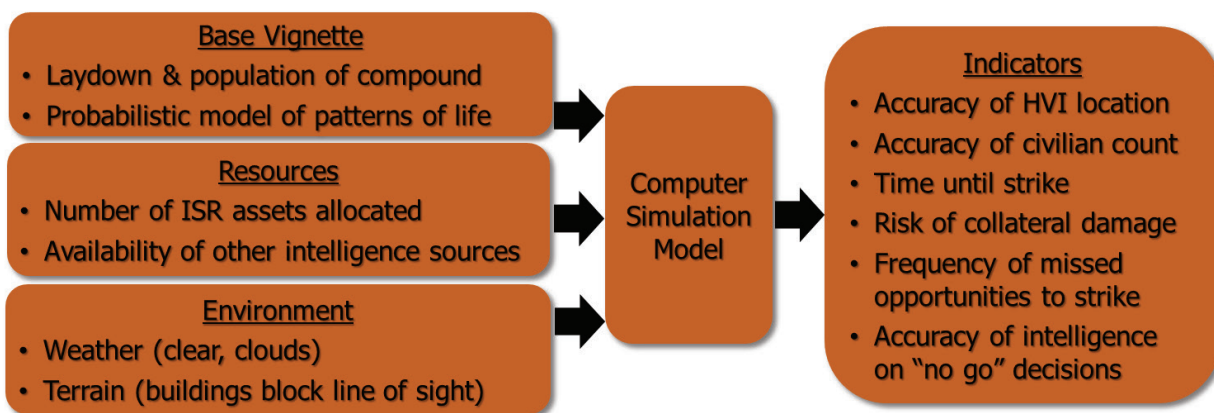 Base Vignette
• Laydown & population of compound
• Probabilistic model of patterns of life
Resources
• Number of ISR assets allocated
• Availability of other intelligence sources
Environment
• Weather (clear, clouds)
• Terrain (buildings block line of sight)
Computer
Simulation
Model
Indicators
• Accuracy of HVI location
• Accuracy of civilian count
• Time until strike
• Risk of collateral damage
• Frequency of missed
opportunities to strike
• Accuracy of intelligence
on “no go” decisions